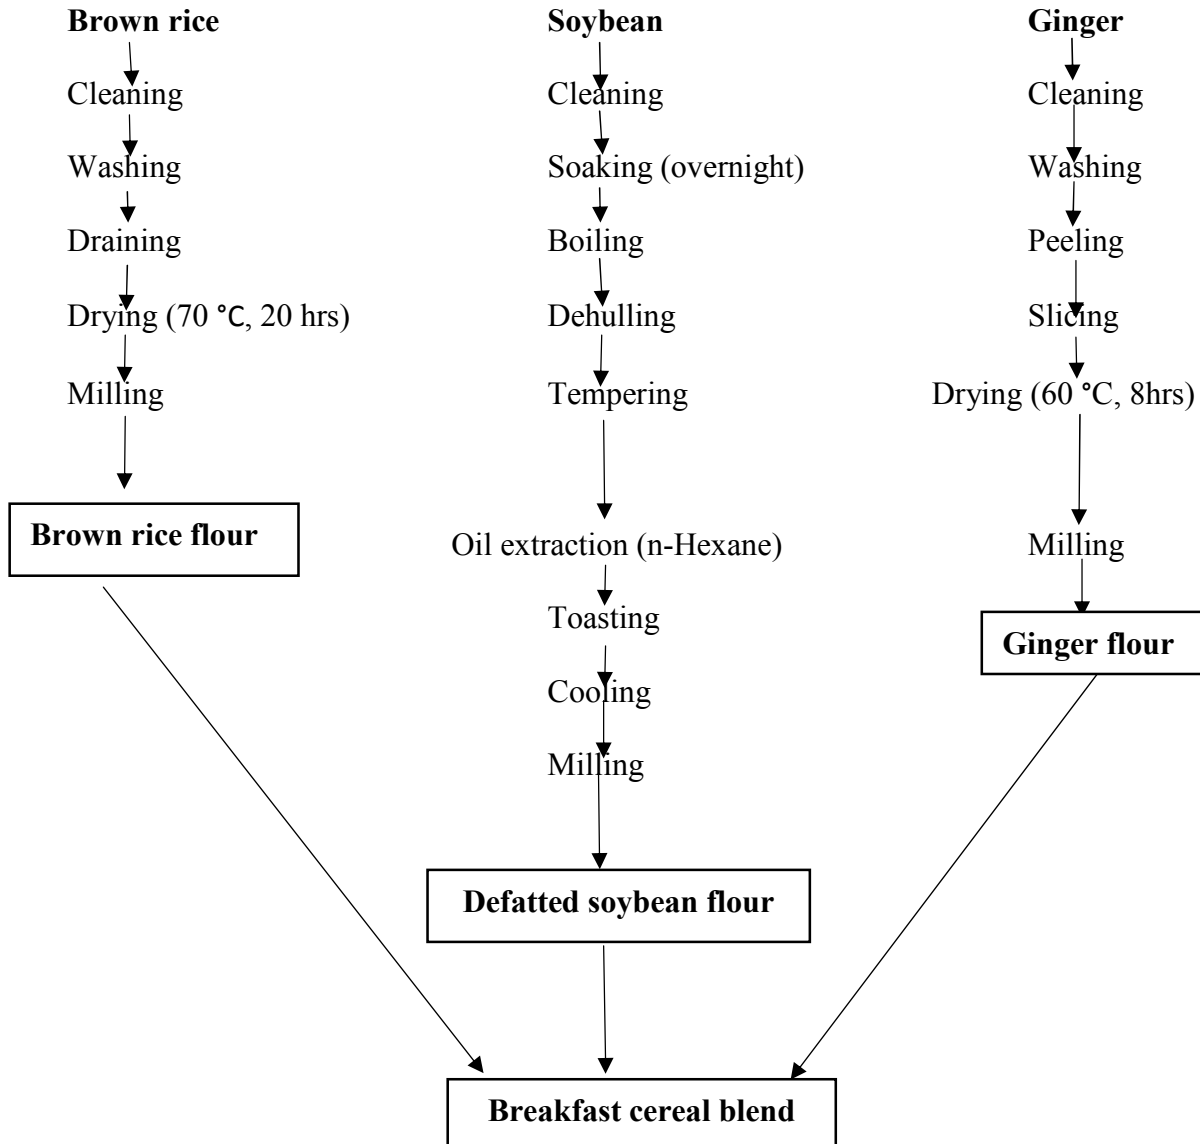 Brown rice
Cleaning
Washing
Draining
Drying (70 °C, 20 hrs)
Milling
Brown rice flour
Soybean
Cleaning
Soaking (overnight)
Boiling
Dehulling
Tempering
Oil extraction (n-Hexane)
Toasting
Cooling
Milling
Defatted soybean flour
Ginger
Cleaning
Washing
Peeling
Slicing
Drying (60 °C, 8hrs)
Milling
Ginger flour
Breakfast cereal blend